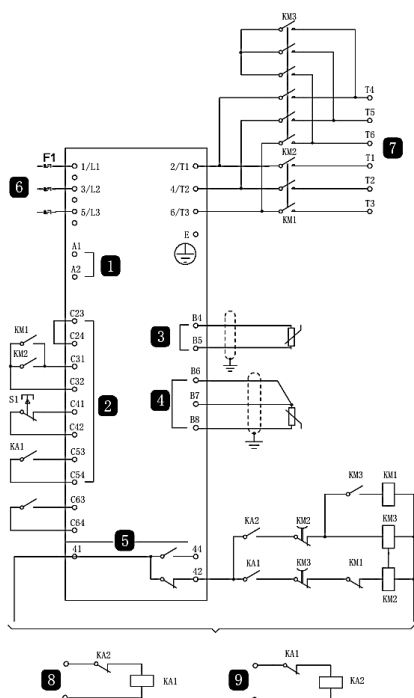 KM3
T4
T5
T6
7
F1
1/L1
2/T1
KM2
T1
6
3/L2
4/T2
T2
5/L3
6/T3
T3
KM1
E
A1
1
A2
C23
B4
KM1
C24
3
B5
KM2
C31
C32
2
B6
S1
C41
4
B7
C42
B8
KA1
C53
C54
KM3
KM1
C63
KA2
KM2
KM3
C64
5
41
44
KA1
KM3
KM1
42
KM2
KA2
KA1
8
KA1
9
KA2